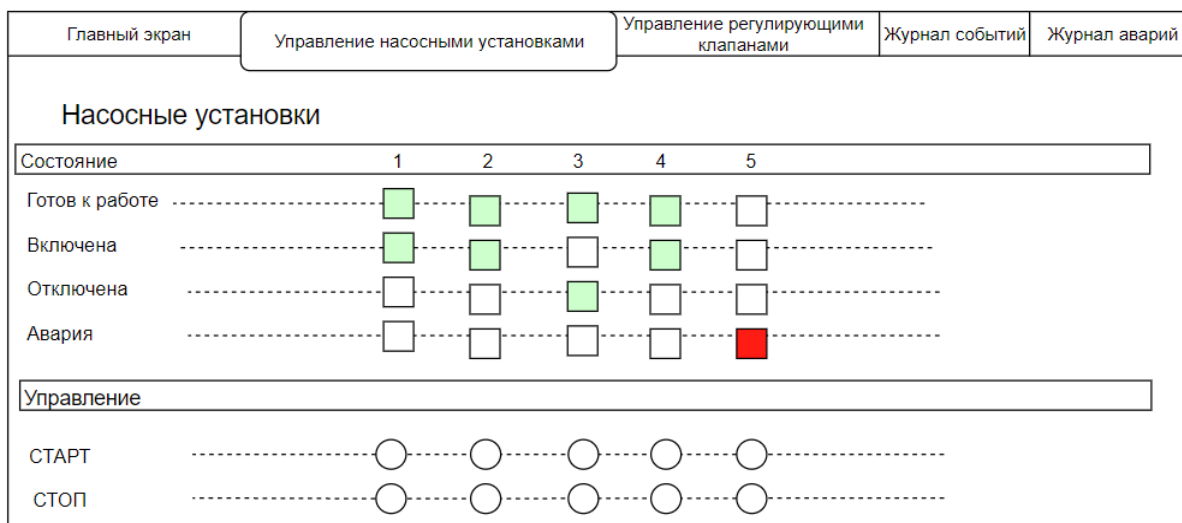 Главный экран
Управление насосными установками
Управление регулирующими
клапанами
Журнал событий
Журнал аварий
Насосные установки
Состояние 1 2 3 4 5
Готов к работе
Включена
Отключена
Авария
Управление
СТАРТ
СТОП